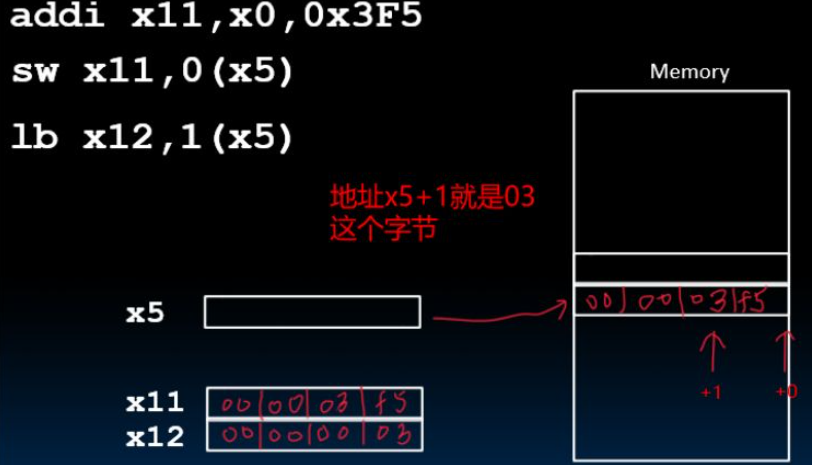 addi x11,x0,0x3F5
sw x11,0(x5)
Memory
lb x12,1(x5)
地址x5+1就是03
这个字节
x5
00|00|03|f5
+1 +0
x11 00|00|03|f5
x12 00|00|00|03